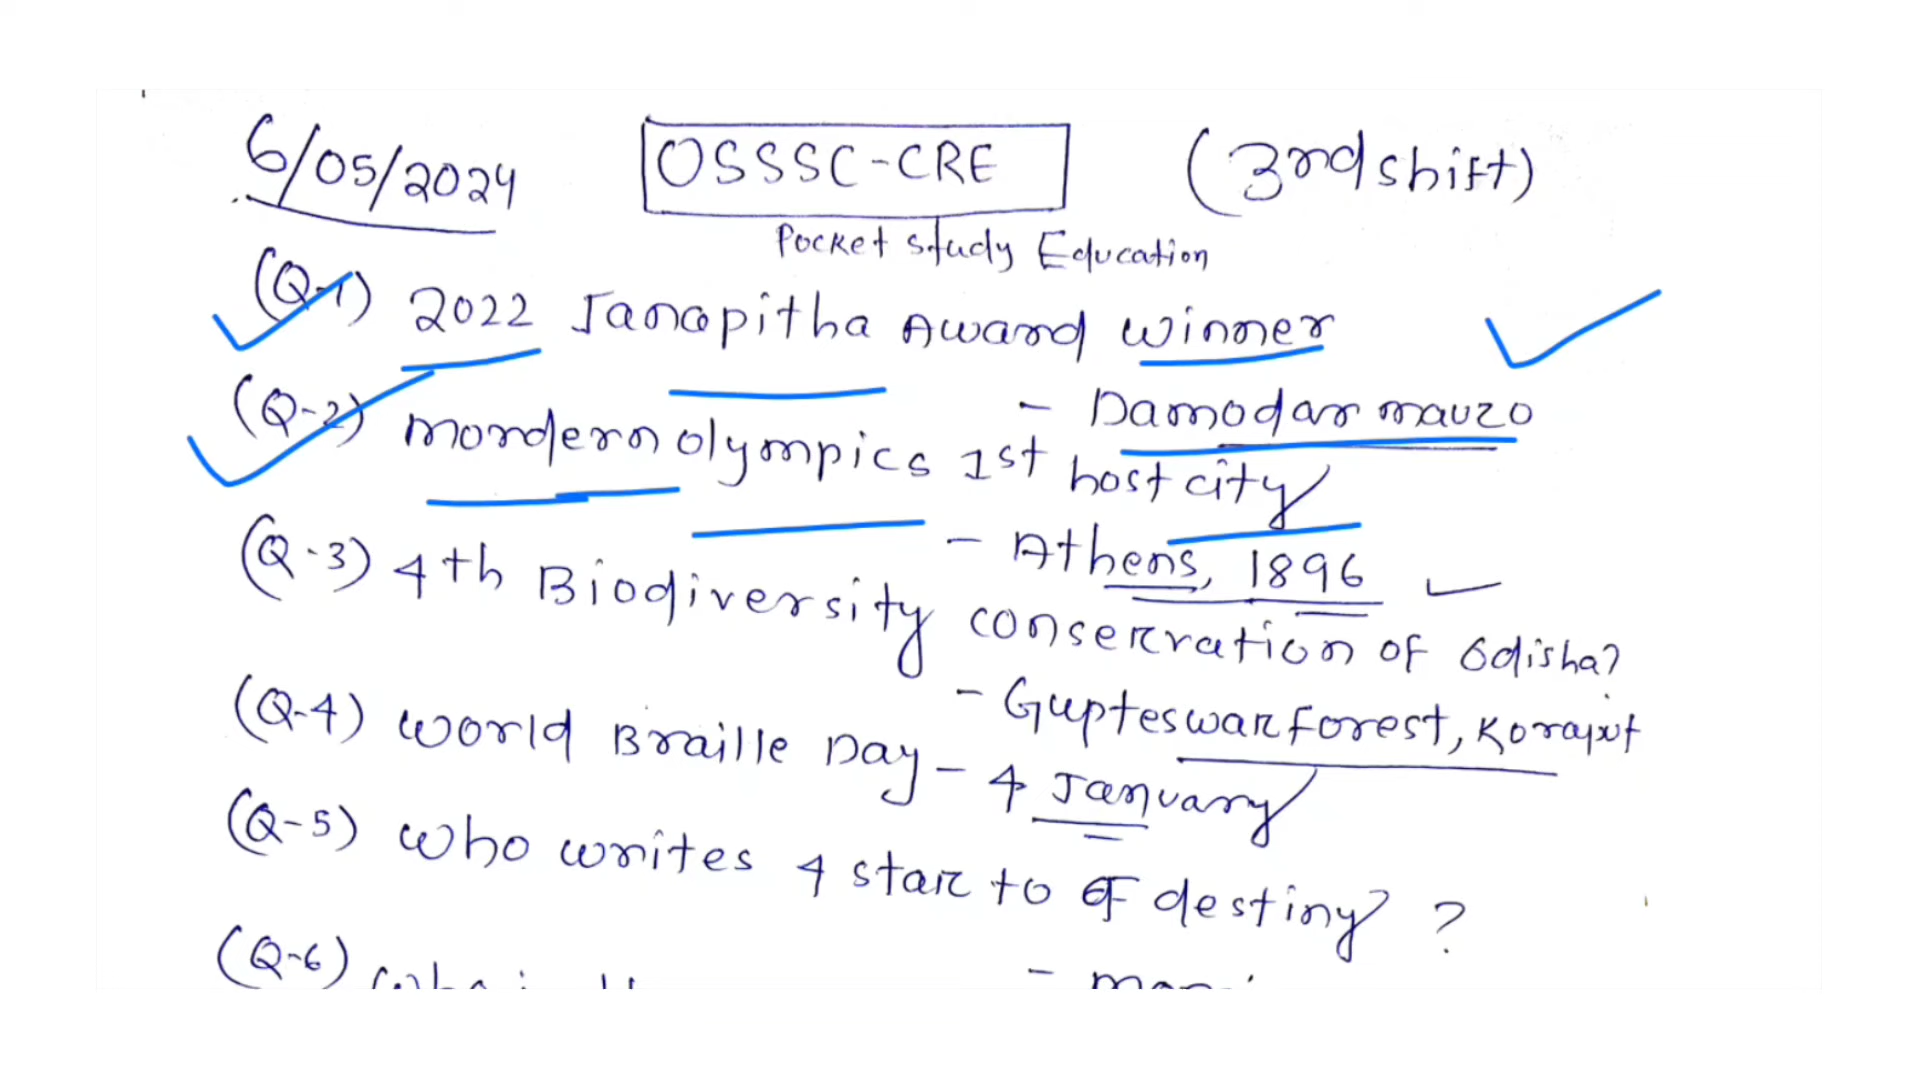 6/05/2024 OSSSC-CRE (3rd shift)
Pocket Study Education
(Q-1) 2022 Janapitha Award winner
- Damodar mauzo
(Q-2) mordern olympics 1st host city
- Athens, 1896
(Q-3) 4th Biodiversity conservation of Odisha?
- Gupteswar Forest, Koraput
(Q-4) World Braille Day - 4 January
(Q-5) Who writes 4 star to of destiny?
(Q-6)